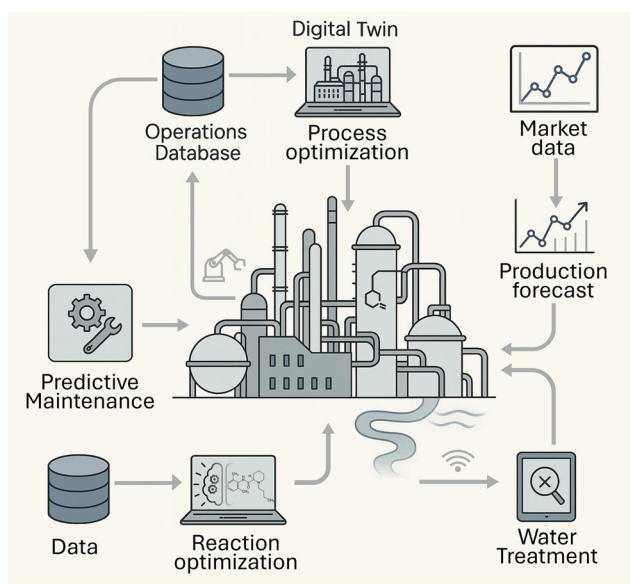 Digital Twin
Operations
Database
Process
optimization
Market
data
Production
forecast
Predictive
Maintenance
Data
Reaction
optimization
Water
Treatment